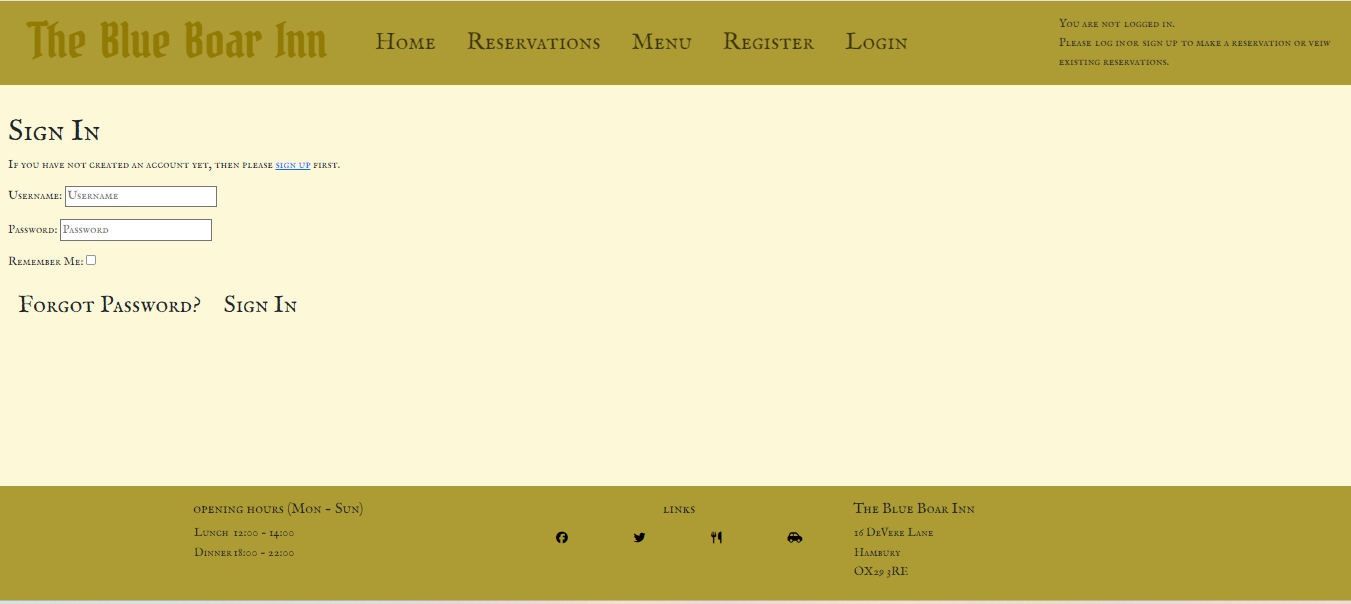 The Blue Boar Inn
Home Reservations Menu Register Login
You are not logged in.
Please log in or sign up to make a reservation or veiw
existing reservations.
Sign In
If you have not created an account yet, then please sign up first.
Username: Username
Password: Password
Remember Me:
Forgot Password? Sign In
opening hours (Mon - Sun)
Lunch 12:00 - 14:00
Dinner 18:00 - 22:00
links
The Blue Boar Inn
16 DeVere Lane
Hambury
OX29 3RE